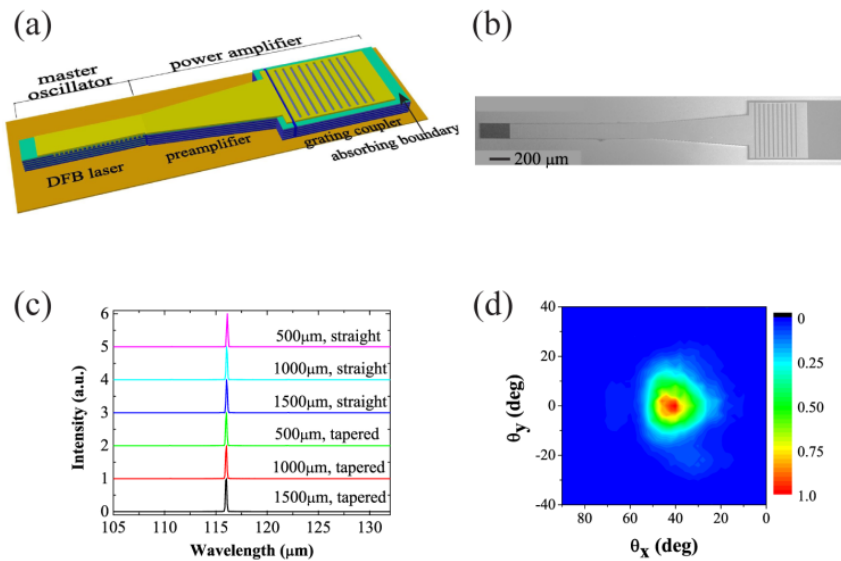 (a)
master
oscillator
power amplifier
DFB laser
preamplifier
grating coupler
absorbing boundary
(b)
200 μm
(c)
Intensity (a.u.)
6
5
4
3
2
1
0
500μm, straight
1000μm, straight
1500μm, straight
500μm, tapered
1000μm, tapered
1500μm, tapered
105 110 115 120 125 130
Wavelength (μm)
(d)
θy (deg)
40
20
0
-20
-40
80 60 40 20 0
θx (deg)
0
0.25
0.50
0.75
1.0